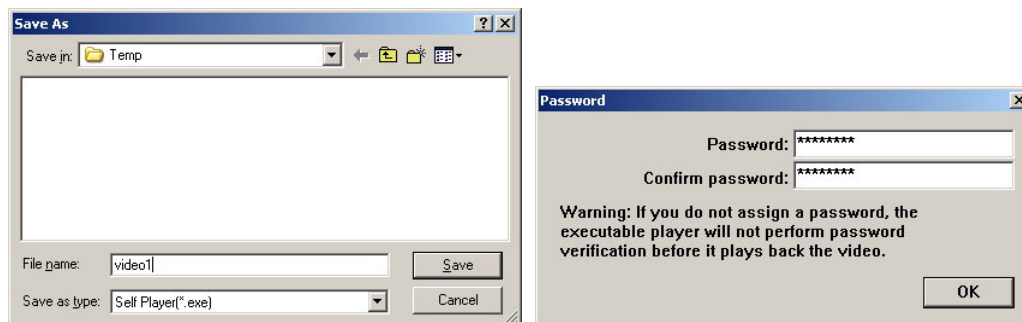 Save As
Save in: Temp
File name: video1
Save
Save as type: Self Player(*.exe)
Cancel
Password
Password: ********
Confirm password: ********
Warning: If you do not assign a password, the
executable player will not perform password
verification before it plays back the video.
OK